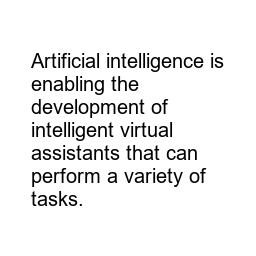 Artificial intelligence is
enabling the
development of
intelligent virtual
assistants that can
perform a variety of
tasks.